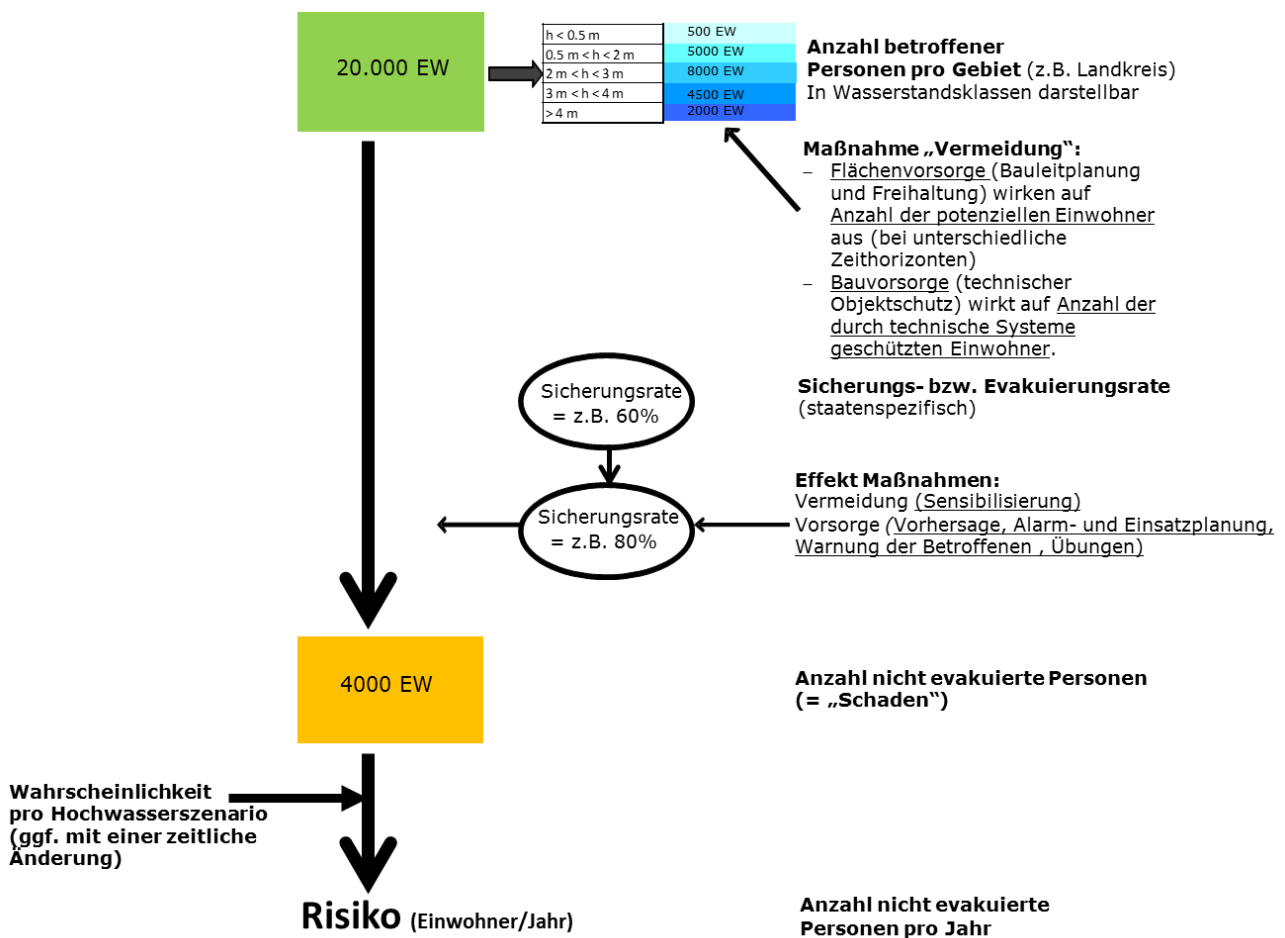 20.000 EW
h < 0.5 m
500 EW
0.5 m < h < 2 m
5000 EW
2 m < h < 3 m
8000 EW
3 m < h < 4 m
4500 EW
> 4 m
2000 EW
Anzahl betroffener
Personen pro Gebiet (z.B. Landkreis)
In Wasserstandsklassen darstellbar
Maßnahme „Vermeidung“:
– Flächenvorsorge (Bauleitplanung
und Freihaltung) wirken auf
Anzahl der potenziellen Einwohner
aus (bei unterschiedliche
Zeithorizonten)
– Bauvorsorge (technischer
Objektschutz) wirkt auf Anzahl der
durch technische Systeme
geschützten Einwohner.
Sicherungsrate
= z.B. 60%
Sicherungs- bzw. Evakuierungsrate
(staatenspezifisch)
Sicherungsrate
= z.B. 80%
Effekt Maßnahmen:
Vermeidung (Sensibilisierung)
Vorsorge (Vorhersage, Alarm- und Einsatzplanung,
Warnung der Betroffenen , Übungen)
4000 EW
Anzahl nicht evakuierte Personen
(= „Schaden“)
Wahrscheinlichkeit
pro Hochwasserszenario
(ggf. mit einer zeitliche
Änderung)
Risiko (Einwohner/Jahr)
Anzahl nicht evakuierte
Personen pro Jahr